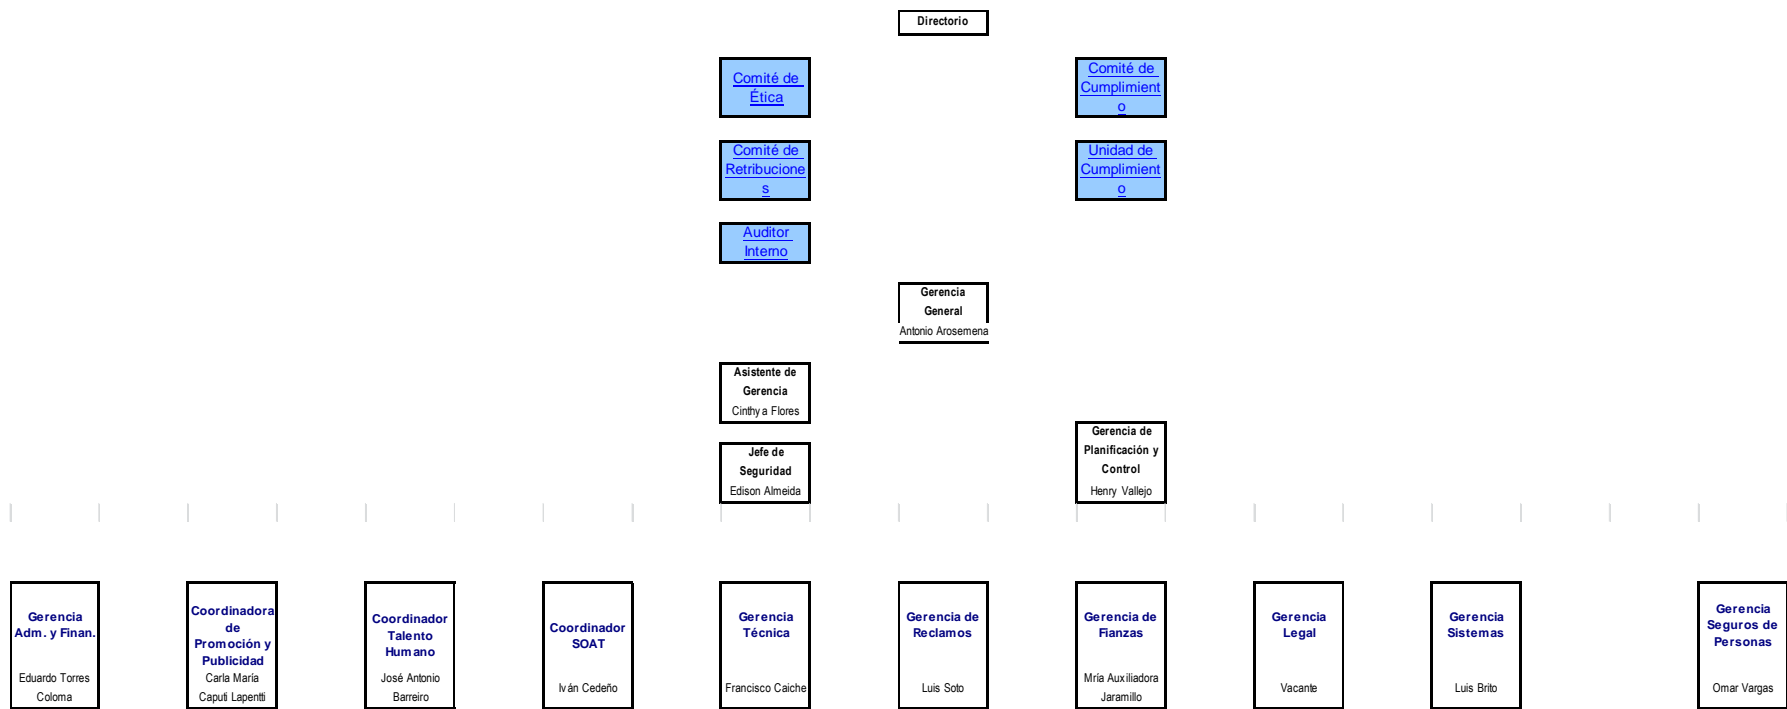 Directorio
Comité de
Ética
Comité de
Cumplimient
o
Comité de
Retribucione
s
Unidad de
Cumplimient
o
Auditor
Interno
Gerencia
General
Antonio Arosemena
Asistente de
Gerencia
Cinthya Flores
Jefe de
Seguridad
Edison Almeida
Gerencia de
Planificación y
Control
Henry Vallejo
Gerencia
Adm. y Finan.
Eduardo Torres
Coloma
Coordinadora
de
Promoción y
Publicidad
Carla María
Caputi Lapentti
Coordinador
Talento
Humano
José Antonio
Barreiro
Coordinador
SOAT
Iván Cedeño
Gerencia
Técnica
Francisco Caiche
Gerencia de
Reclamos
Luis Soto
Gerencia de
Fianzas
Mría Auxiliadora
Jaramillo
Gerencia
Legal
Vacante
Gerencia
Sistemas
Luis Brito
Gerencia
Seguros de
Personas
Omar Vargas